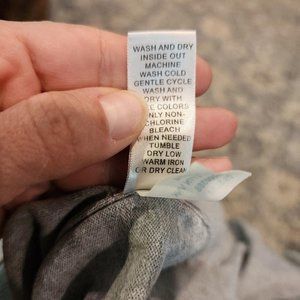 WASH AND DRY
INSIDE OUT
MACHINE
WASH COLD
GENTLE CYCLE
WASH AND
DRY WITH
COLORS
ONLY NON-
CHLORINE
BLEACH
WHEN NEEDED
TUMBLE
DRY LOW
WARM IRON
OR DRY CLEAN